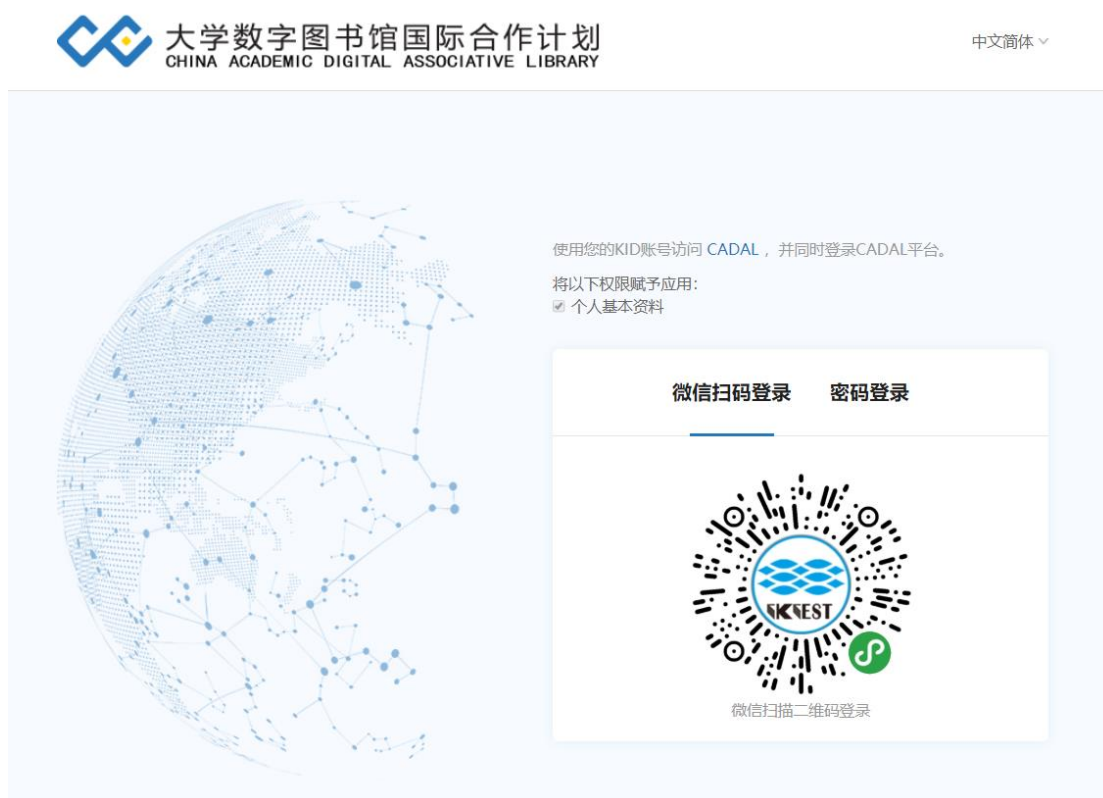 大学数字图书馆国际合作计划
CHINA ACADEMIC DIGITAL ASSOCIATIVE LIBRARY
中文简体
使用您的KID账号访问 CADAL ，并同时登录CADAL平台。
将以下权限赋予应用：
个人基本资料
微信扫码登录 密码登录
IKCEST
微信扫描二维码登录